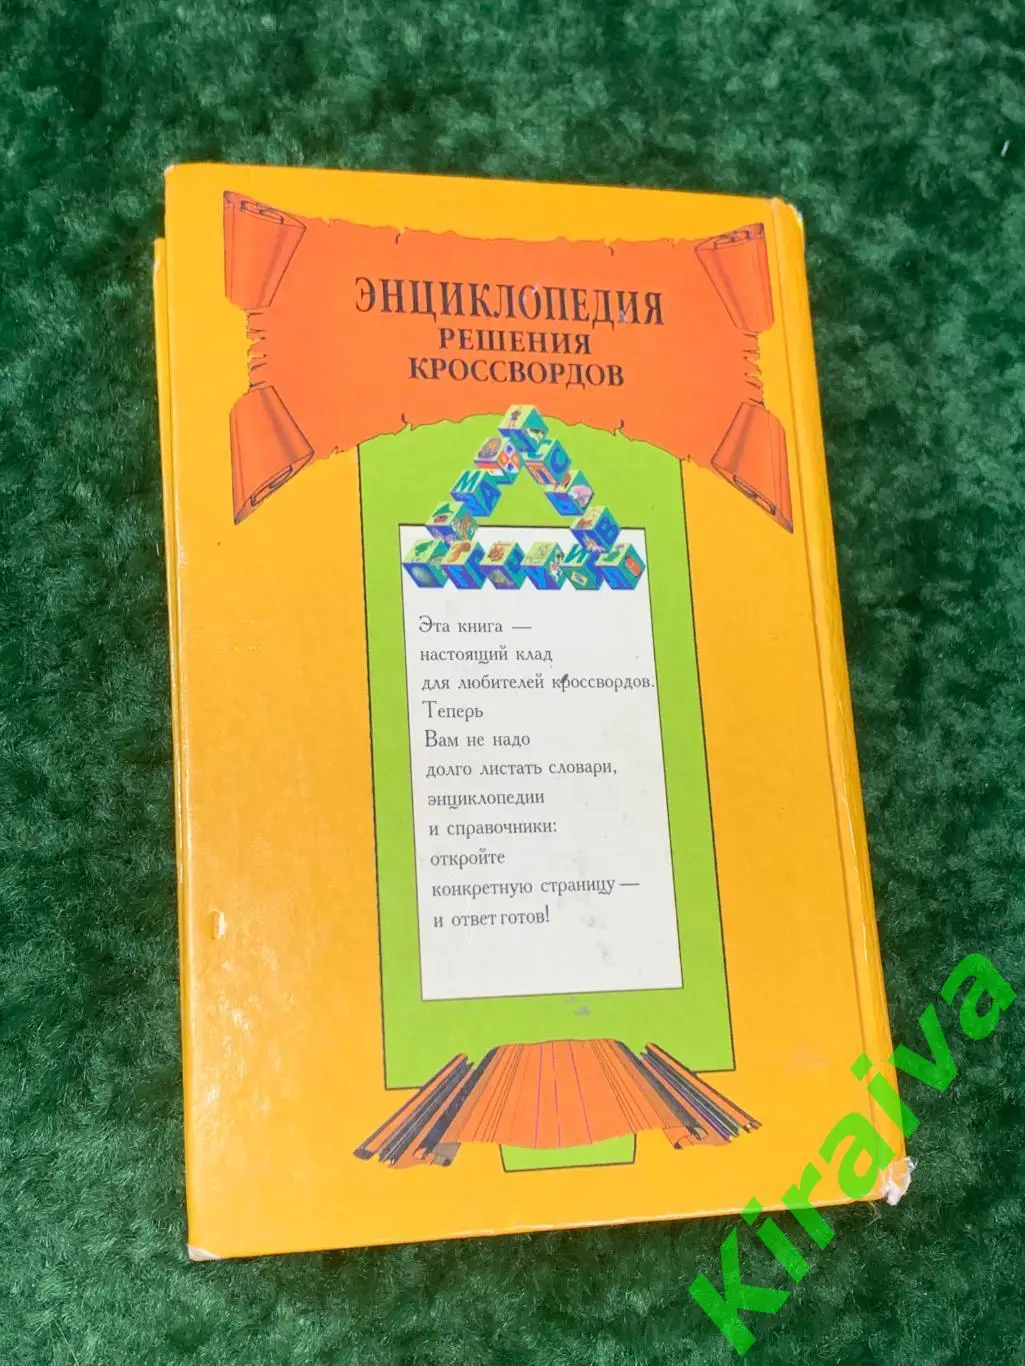 ЭНЦИКЛОПЕДИЯ
РЕШЕНИЯ
КРОССВОРДОВ
Эта книга —
настоящий клад
для любителей кроссвордов.
Теперь
Вам не надо
долго листать словари,
энциклопедии
и справочники:
откройте
конкретную страницу —
и ответ готов!
Kiraiva